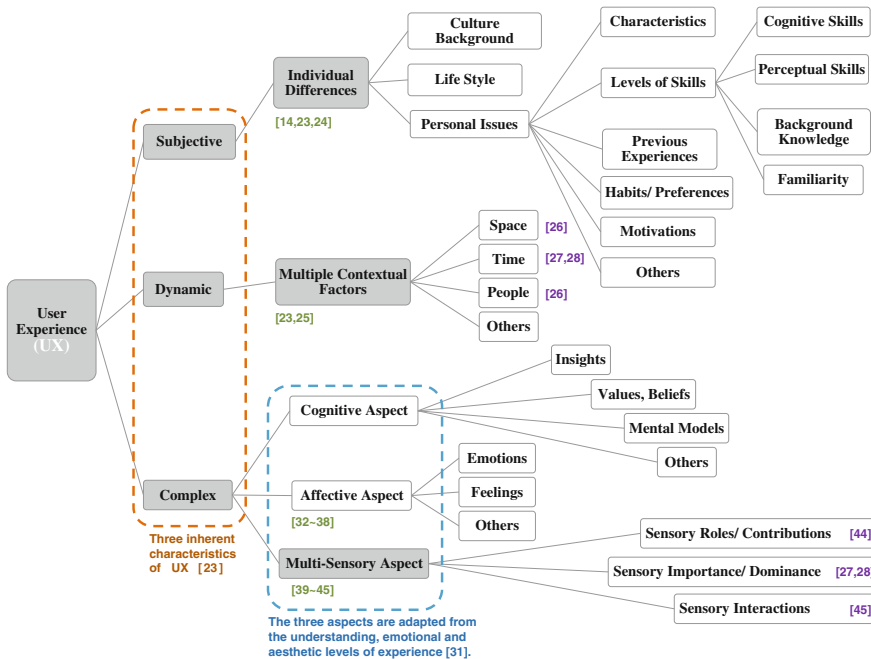 User
Experience
(UX)
Subjective
Dynamic
Complex
Three inherent
characteristics
of UX [23]
Individual
Differences
[14,23,24]
Culture
Background
Life Style
Personal Issues
Characteristics
Levels of Skills
Previous
Experiences
Habits/ Preferences
Motivations
Others
Cognitive Skills
Perceptual Skills
Background
Knowledge
Familiarity
Multiple Contextual
Factors
[23,25]
Space [26]
Time [27,28]
People [26]
Others
Cognitive Aspect
Insights
Values, Beliefs
Mental Models
Others
Affective Aspect
[32~38]
Emotions
Feelings
Others
Multi-Sensory Aspect
[39~45]
Sensory Roles/ Contributions [44]
Sensory Importance/ Dominance [27,28]
Sensory Interactions [45]
The three aspects are adapted from
the understanding, emotional and
aesthetic levels of experience [31].